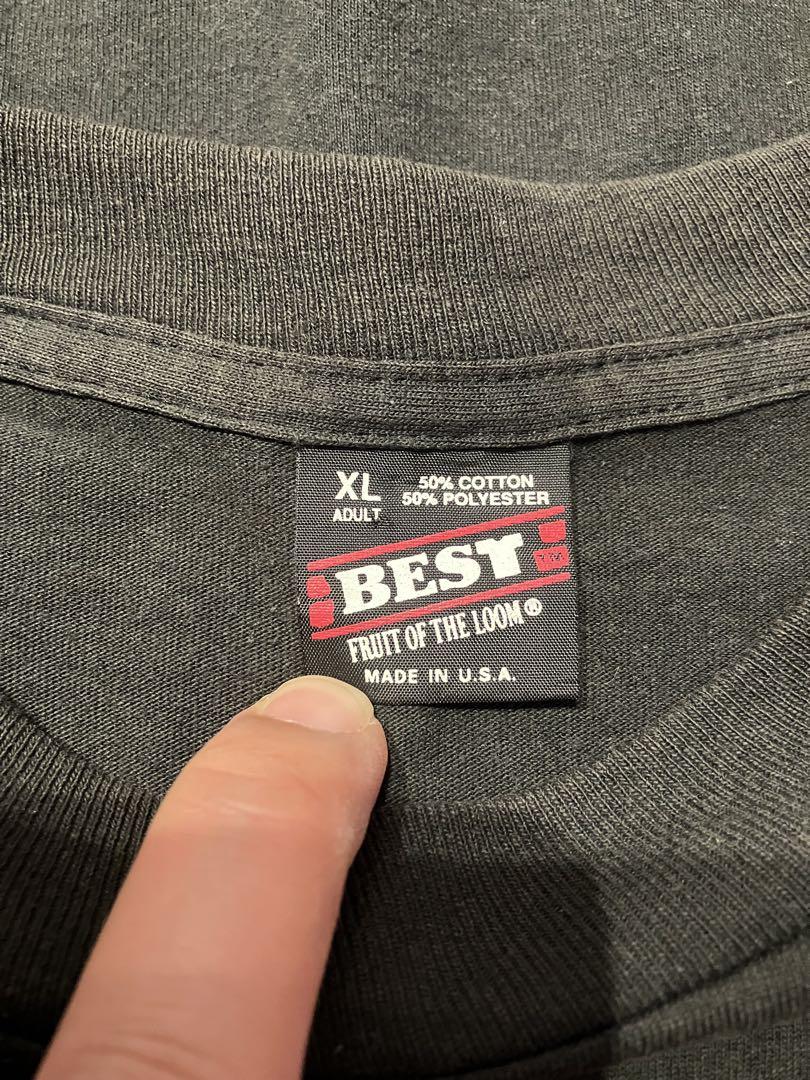 XL
ADULT
50% COTTON
50% POLYESTER
BEST
TM
FRUIT OF THE LOOM®
MADE IN U.S.A.